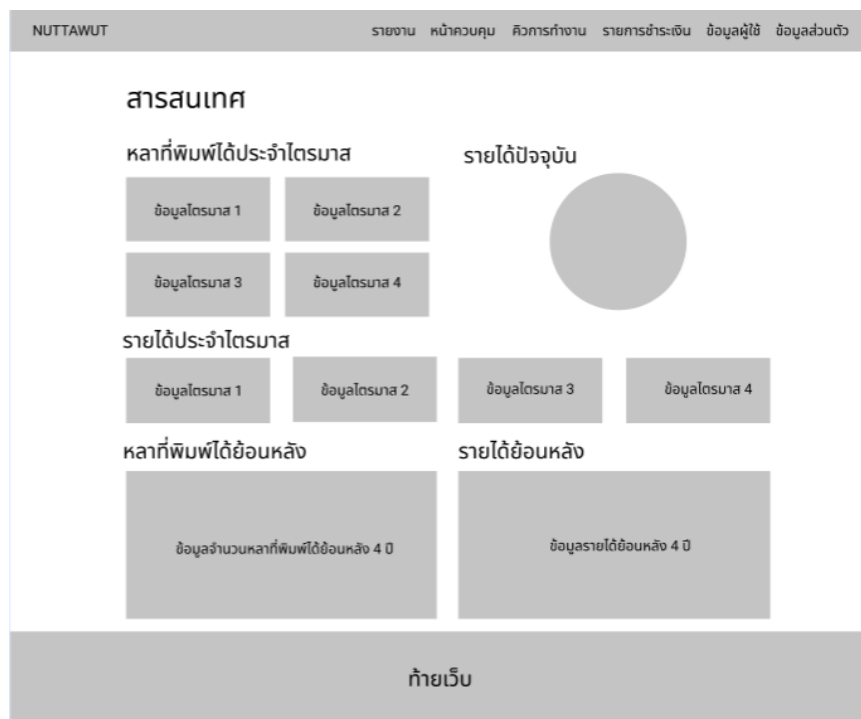 NUTTAWUT รายงาน หน้าควบคุม คิวการทำงาน รายการชำระเงิน ข้อมูลผู้ใช้ ข้อมูลส่วนตัว
สารสนเทศ
หลาที่พิมพ์ได้ประจำไตรมาส
รายได้ปัจจุบัน
ข้อมูลไตรมาส 1 ข้อมูลไตรมาส 2
ข้อมูลไตรมาส 3 ข้อมูลไตรมาส 4
รายได้ประจำไตรมาส
ข้อมูลไตรมาส 1 ข้อมูลไตรมาส 2 ข้อมูลไตรมาส 3 ข้อมูลไตรมาส 4
หลาที่พิมพ์ได้ย้อนหลัง รายได้ย้อนหลัง
ข้อมูลจำนวนหลาที่พิมพ์ได้ย้อนหลัง 4 ปี ข้อมูลรายได้ย้อนหลัง 4 ปี
ท้ายเว็บ